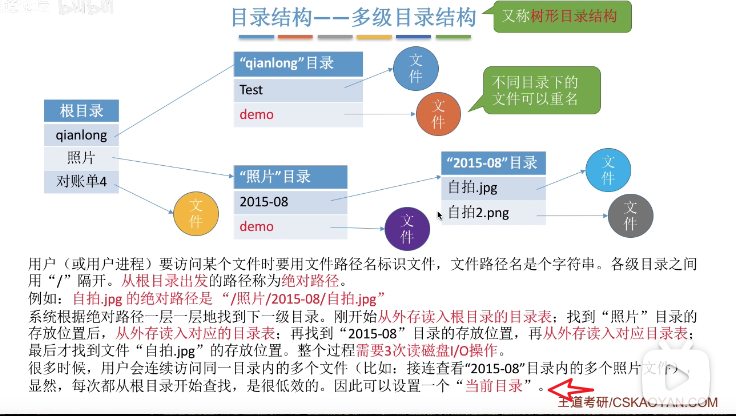 目录结构——多级目录结构
又称树形目录结构
bilibili
“qianlong”目录
Test
demo
文件
文件
不同目录下的
文件可以重名
根目录
qianlong
照片
对账单4
文件
“照片”目录
2015-08
demo
文件
“2015-08”目录
自拍.jpg
自拍2.png
文件
文件
用户（或用户进程）要访问某个文件时要用文件路径名标识文件，文件路径名是个字符串。各级目录之间
用“/”隔开。从根目录出发的路径称为绝对路径。
例如：自拍.jpg 的绝对路径是 “/照片/2015-08/自拍.jpg”
系统根据绝对路径一层一层地找到下一级目录。刚开始从外存读入根目录的目录表；找到“照片”目录的
存放位置后，从外存读入对应的目录表；再找到“2015-08”目录的存放位置，再从外存读入对应目录表；
最后才找到文件“自拍.jpg”的存放位置。整个过程需要3次读磁盘I/O操作。
很多时候，用户会连续访问同一目录内的多个文件（比如：接连查看“2015-08”目录内的多个照片文件），
显然，每次都从根目录开始查找，是很低效的。因此可以设置一个“当前目录”。
王道考研/CSKAOYAN.COM